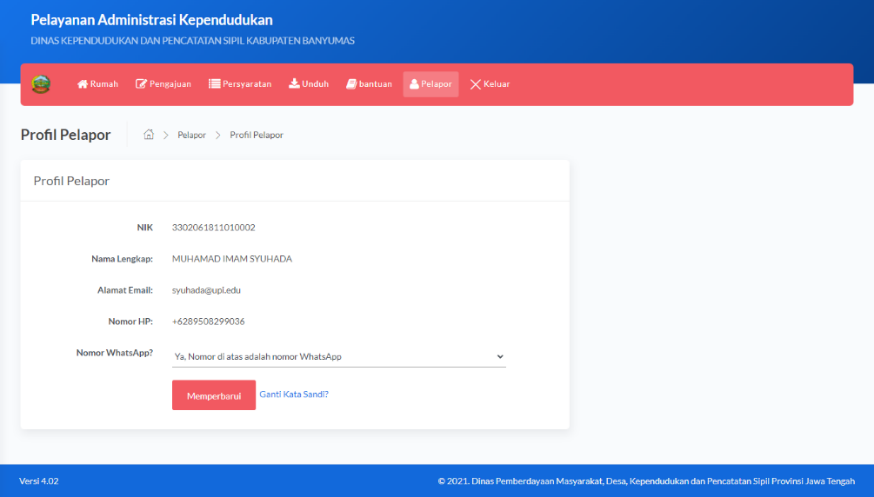 Pelayanan Administrasi Kependudukan
DINAS KEPENDUDUKAN DAN PENCATATAN SIPIL KABUPATEN BANYUMAS
Rumah Pengajuan Persyaratan Unduh bantuan Pelapor Keluar
Profil Pelapor > Pelapor > Profil Pelapor
Profil Pelapor
NIK 3302061811010002
Nama Lengkap: MUHAMAD IMAM SYUHADA
Alamat Email: syuhada@upi.edu
Nomor HP: +6289508299036
Nomor WhatsApp? Ya, Nomor di atas adalah nomor WhatsApp
Memperbarui Ganti Kata Sandi?
Versi 4.02 © 2021. Dinas Pemberdayaan Masyarakat, Desa, Kependudukan dan Pencatatan Sipil Provinsi Jawa Tengah